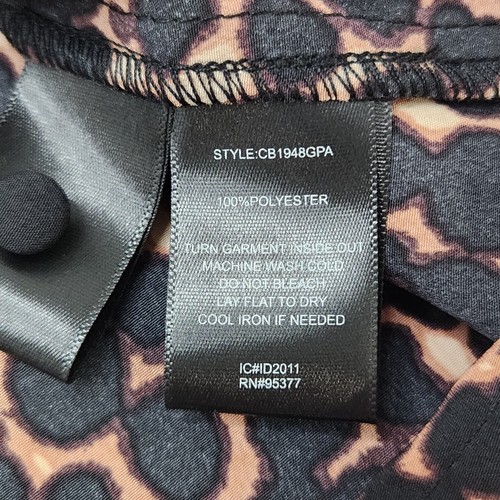 STYLE:CB1948GPA
100%POLYESTER
TURN GARMENT INSIDE OUT
MACHINE WASH COLD
DO NOT BLEACH
LAY FLAT TO DRY
COOL IRON IF NEEDED
IC#ID2011
RN#95377